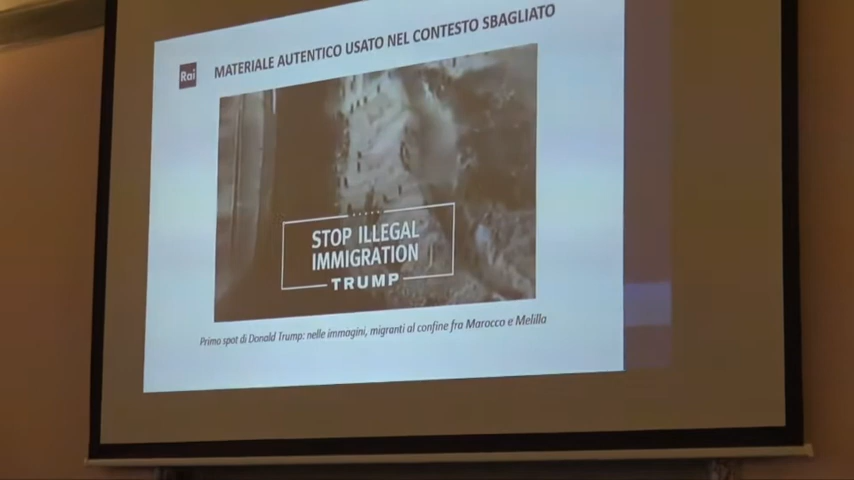 Rai
MATERIALE AUTENTICO USATO NEL CONTESTO SBAGLIATO
STOP ILLEGAL
IMMIGRATION
TRUMP
Primo spot di Donald Trump: nelle immagini, migranti al confine fra Marocco e Melilla